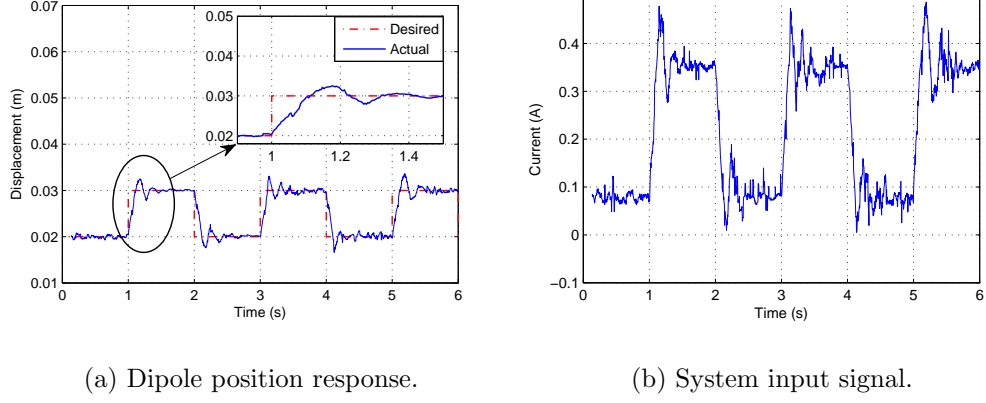 0.07
0.06
0.05
0.04
0.03
0.02
0.01
Displacement (m)
0 1 2 3 4 5 6
Time (s)
0.05
0.04
0.03
0.02
1 1.2 1.4
Desired
Actual
(a) Dipole position response.
0.4
0.3
0.2
0.1
0
−0.1
Current (A)
0 1 2 3 4 5 6
Time (s)
(b) System input signal.